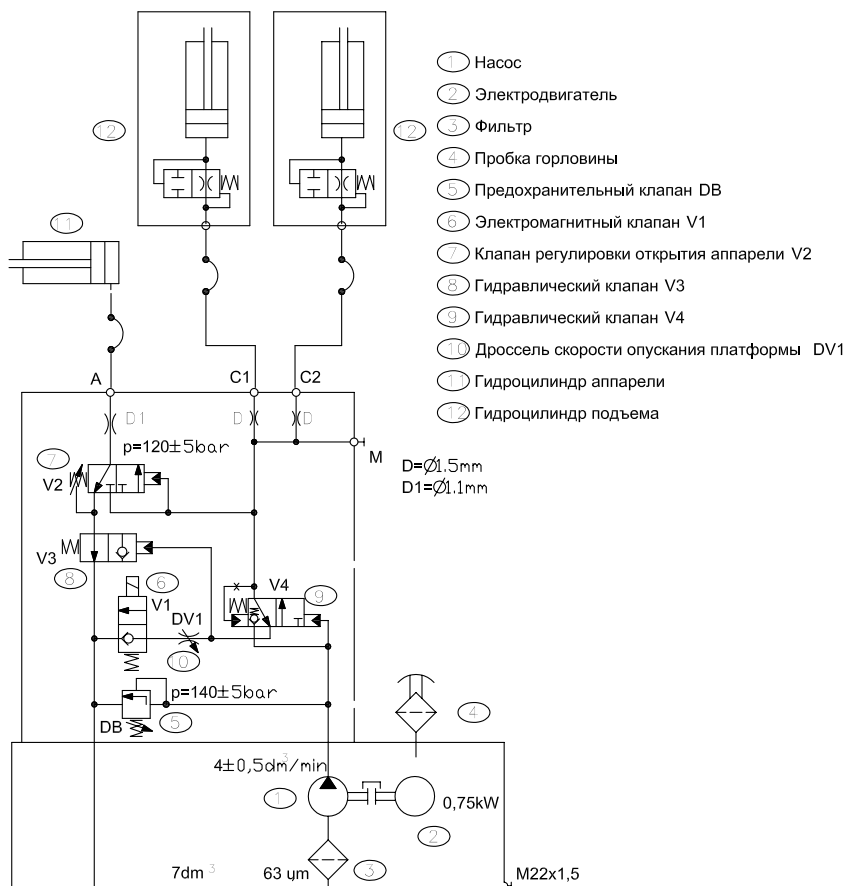 1 Насос
2 Электродвигатель
3 Фильтр
4 Пробка горловины
5 Предохранительный клапан DB
6 Электромагнитный клапан V1
7 Клапан регулировки открытия аппарели V2
8 Гидравлический клапан V3
9 Гидравлический клапан V4
10 Дроссель скорости опускания платформы DV1
11 Гидроцилиндр аппарели
12 Гидроцилиндр подъема
12
12
11
A
C1
C2
D1
D
D
M
p=120±5bar
D=Ø1.5mm
D1=Ø1.1mm
7
V2
V3
8
6
V1
V4
9
DV1
10
x
p=140±5bar
DB
5
4
4±0,5dm³/min
1
0,75kW
2
7dm³
63 µm
3
M22x1,5